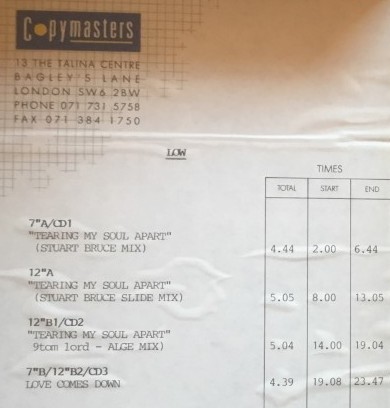 Copymasters
13 THE TALINA CENTRE
BAGLEY'S LANE
LONDON SW6 2BW
PHONE 071 731 5758
FAX 071 384 1750
LOW
TIMES
TOTAL START END
7"A/CD1
"TEARING MY SOUL APART"
(STUART BRUCE MIX) 4.44 2.00 6.44
12"A
"TEARING MY SOUL APART"
(STUART BRUCE SLIDE MIX) 5.05 8.00 13.05
12"B1/CD2
"TEARING MY SOUL APART"
9tom lord - ALGE MIX) 5.04 14.00 19.04
7"B/12"B2/CD3
LOVE COMES DOWN 4.39 19.08 23.47